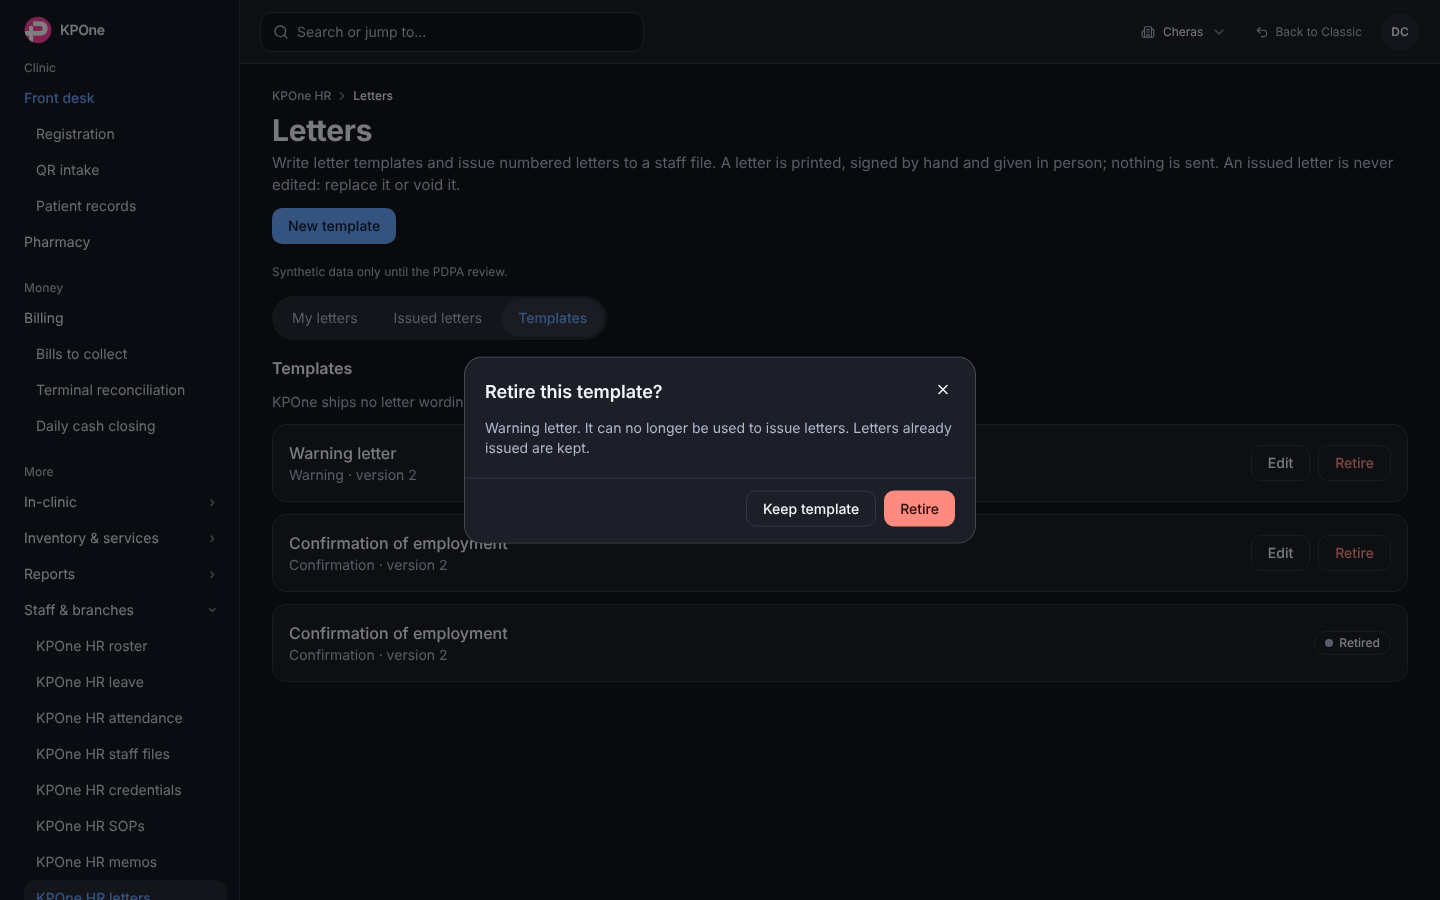 KPOne
Search or jump to...
Cheras
Back to Classic
DC
Clinic
Front desk
Registration
QR intake
Patient records
Pharmacy
Money
Billing
Bills to collect
Terminal reconciliation
Daily cash closing
More
In-clinic
Inventory & services
Reports
Staff & branches
KPOne HR roster
KPOne HR leave
KPOne HR attendance
KPOne HR staff files
KPOne HR credentials
KPOne HR SOPs
KPOne HR memos
KPOne HR letters
KPOne HR
Letters
Letters
Write letter templates and issue numbered letters to a staff file. A letter is printed, signed by hand and given in person; nothing is sent. An issued letter is never
edited: replace it or void it.
New template
Synthetic data only until the PDPA review.
My letters
Issued letters
Templates
Templates
KPOne ships no letter
Warning letter
Warning · version 2
Edit
Retire
Confirmation of employment
Confirmation · version 2
Edit
Retire
Confirmation of employment
Confirmation · version 2
Retired
Retire this template?
Warning letter. It can no longer be used to issue letters. Letters already
issued are kept.
Keep template
Retire